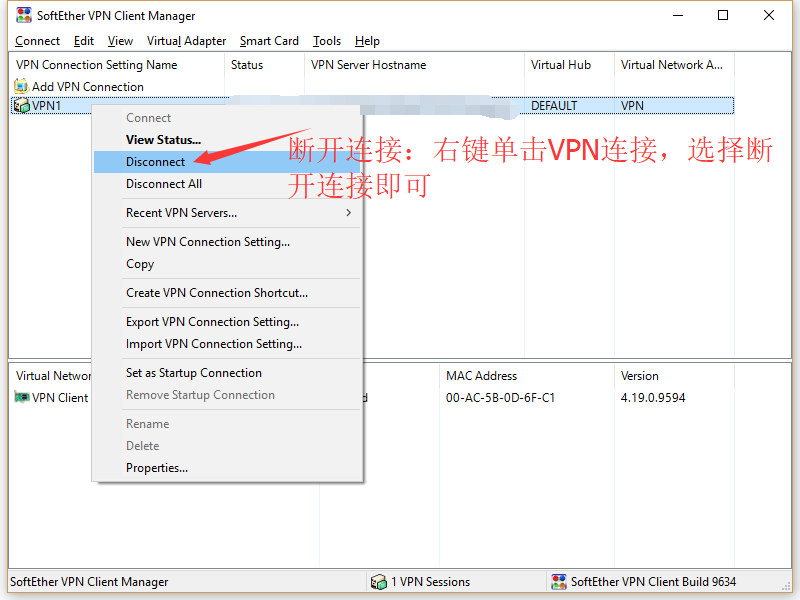 SoftEther VPN Client Manager
Connect Edit View Virtual Adapter Smart Card Tools Help
VPN Connection Setting Name Status VPN Server Hostname Virtual Hub Virtual Network A...
Add VPN Connection
VPN1 DEFAULT VPN
Connect
View Status...
Disconnect
Disconnect All
Recent VPN Servers...
New VPN Connection Setting...
Copy
Create VPN Connection Shortcut...
Export VPN Connection Setting...
Import VPN Connection Setting...
Set as Startup Connection
Remove Startup Connection
Rename
Delete
Properties...
断开连接：右键单击VPN连接，选择断
开连接即可
Virtual Networ MAC Address Version
VPN Client d 00-AC-5B-0D-6F-C1 4.19.0.9594
SoftEther VPN Client Manager 1 VPN Sessions SoftEther VPN Client Build 9634